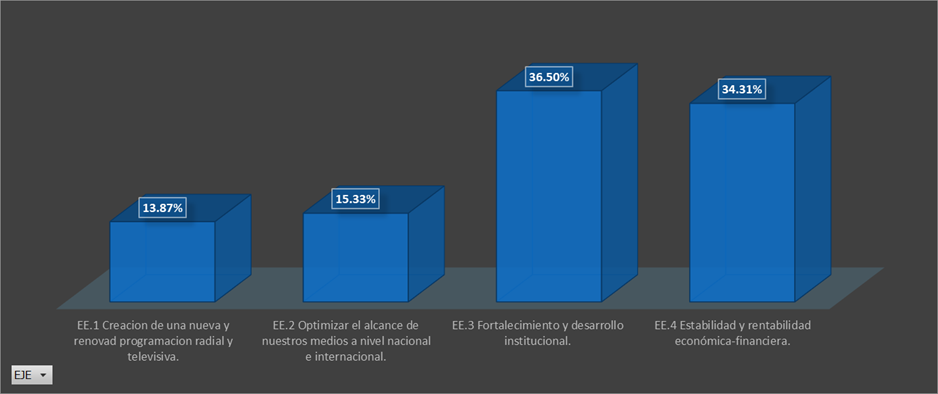 13.87%
15.33%
36.50%
34.31%
EE.1 Creacion de una nueva y
renovad programacion radial y
televisiva.
EE.2 Optimizar el alcance de
nuestros medios a nivel nacional
e internacional.
EE.3 Fortalecimiento y desarrollo
institucional.
EE.4 Estabilidad y rentabilidad
económica-financiera.
EJE